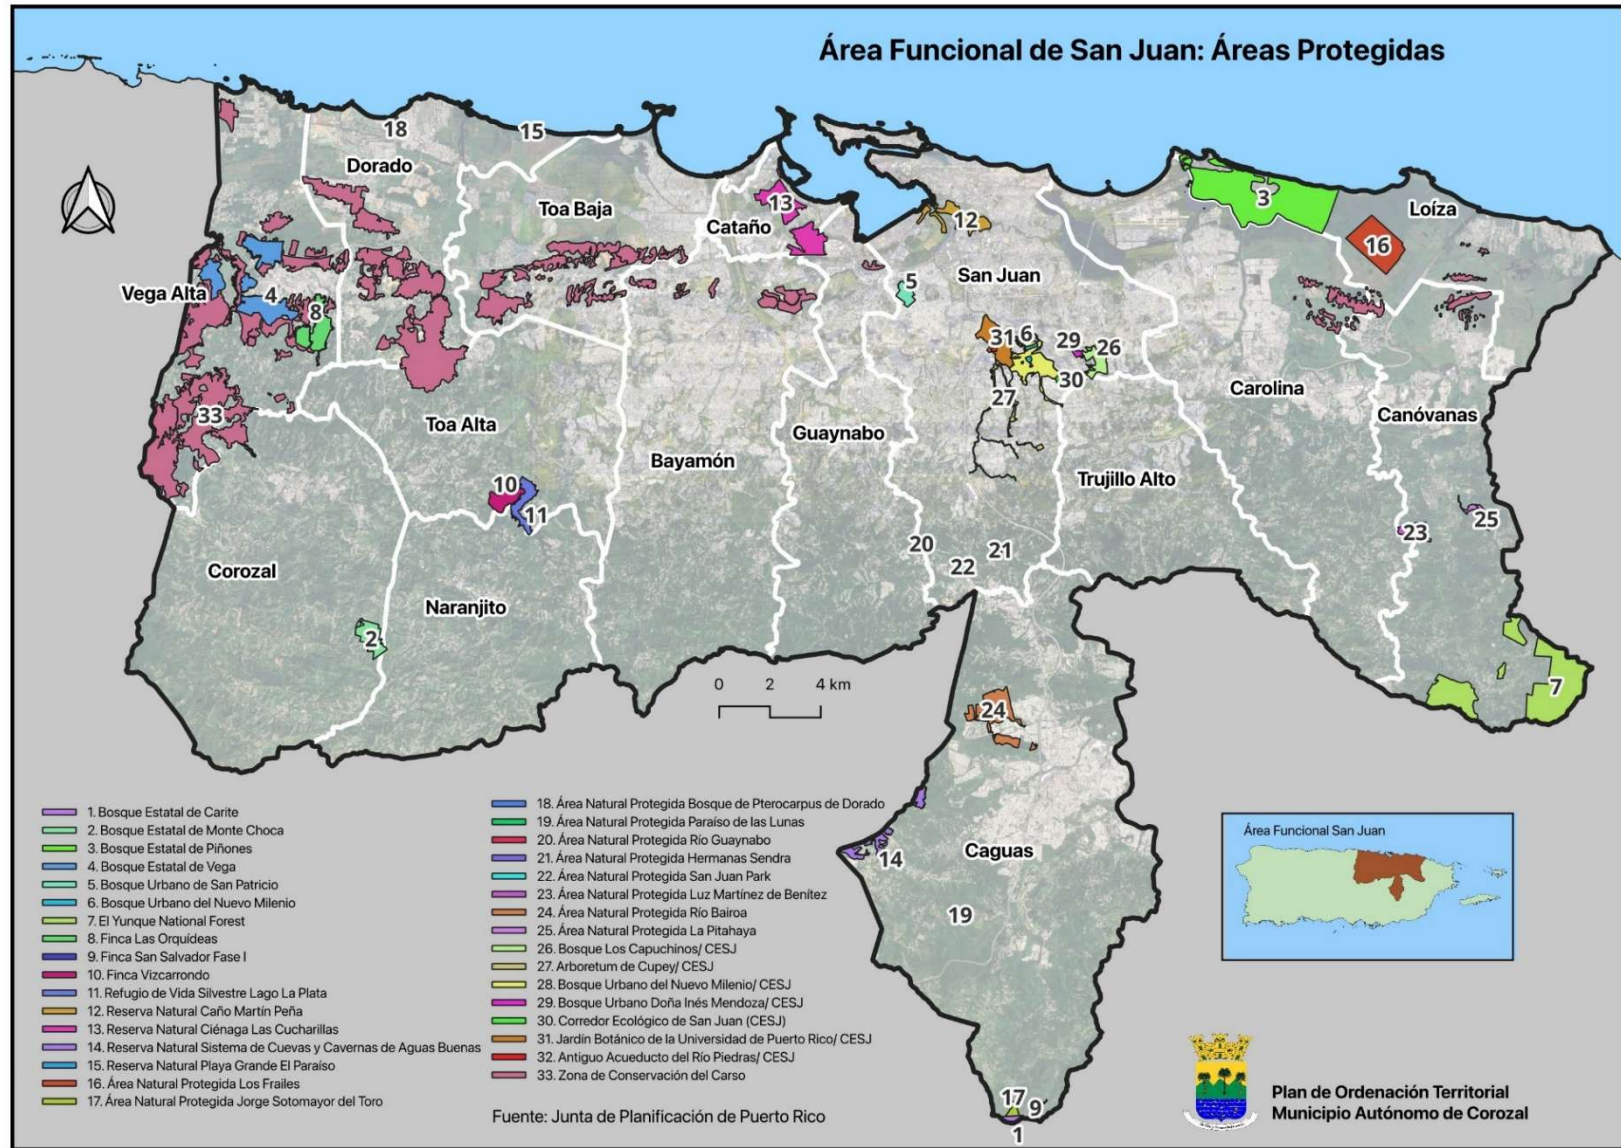 Área Funcional de San Juan: Áreas Protegidas
18
15
Dorado
Toa Baja
13
Cataño
12
3
Loíza
16
San Juan
Vega Alta
4
8
5
31
6
29
26
30
27
Carolina
Canóvanas
33
Toa Alta
Guaynabo
Bayamón
Trujillo Alto
10
11
25
23
20
21
22
Corozal
Naranjito
2
0 2 4 km
7
24
14
Caguas
19
17
9
1
1. Bosque Estatal de Carite
2. Bosque Estatal de Monte Choca
3. Bosque Estatal de Piñones
4. Bosque Estatal de Vega
5. Bosque Urbano de San Patricio
6. Bosque Urbano del Nuevo Milenio
7. El Yunque National Forest
8. Finca Las Orquídeas
9. Finca San Salvador Fase I
10. Finca Vizcarrondo
11. Refugio de Vida Silvestre Lago La Plata
12. Reserva Natural Caño Martín Peña
13. Reserva Natural Ciénaga Las Cucharillas
14. Reserva Natural Sistema de Cuevas y Cavernas de Aguas Buenas
15. Reserva Natural Playa Grande El Paraíso
16. Área Natural Protegida Los Frailes
17. Área Natural Protegida Jorge Sotomayor del Toro
18. Área Natural Protegida Bosque de Pterocarpus de Dorado
19. Área Natural Protegida Paraíso de las Lunas
20. Área Natural Protegida Río Guaynabo
21. Área Natural Protegida Hermanas Sendra
22. Área Natural Protegida San Juan Park
23. Área Natural Protegida Luz Martínez de Benítez
24. Área Natural Protegida Río Bairoa
25. Área Natural Protegida La Pitahaya
26. Bosque Los Capuchinos/ CESJ
27. Arboretum de Cupey/ CESJ
28. Bosque Urbano del Nuevo Milenio/ CESJ
29. Bosque Urbano Doña Inés Mendoza/ CESJ
30. Corredor Ecológico de San Juan (CESJ)
31. Jardín Botánico de la Universidad de Puerto Rico/ CESJ
32. Antiguo Acueducto del Río Piedras/ CESJ
33. Zona de Conservación del Carso
Fuente: Junta de Planificación de Puerto Rico
Área Funcional San Juan
Plan de Ordenación Territorial
Municipio Autónomo de Corozal